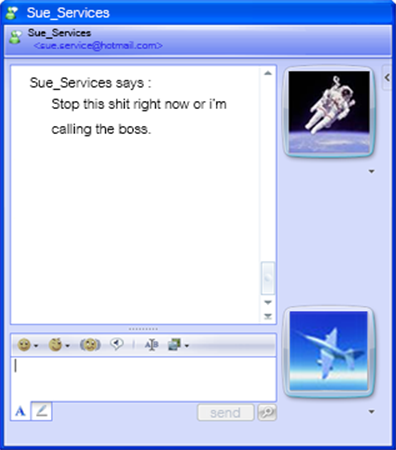 Sue_Services
Sue_Services
<sue.service@hotmail.com>
Sue_Services says :
Stop this shit right now or i'm
calling the boss.
A
send